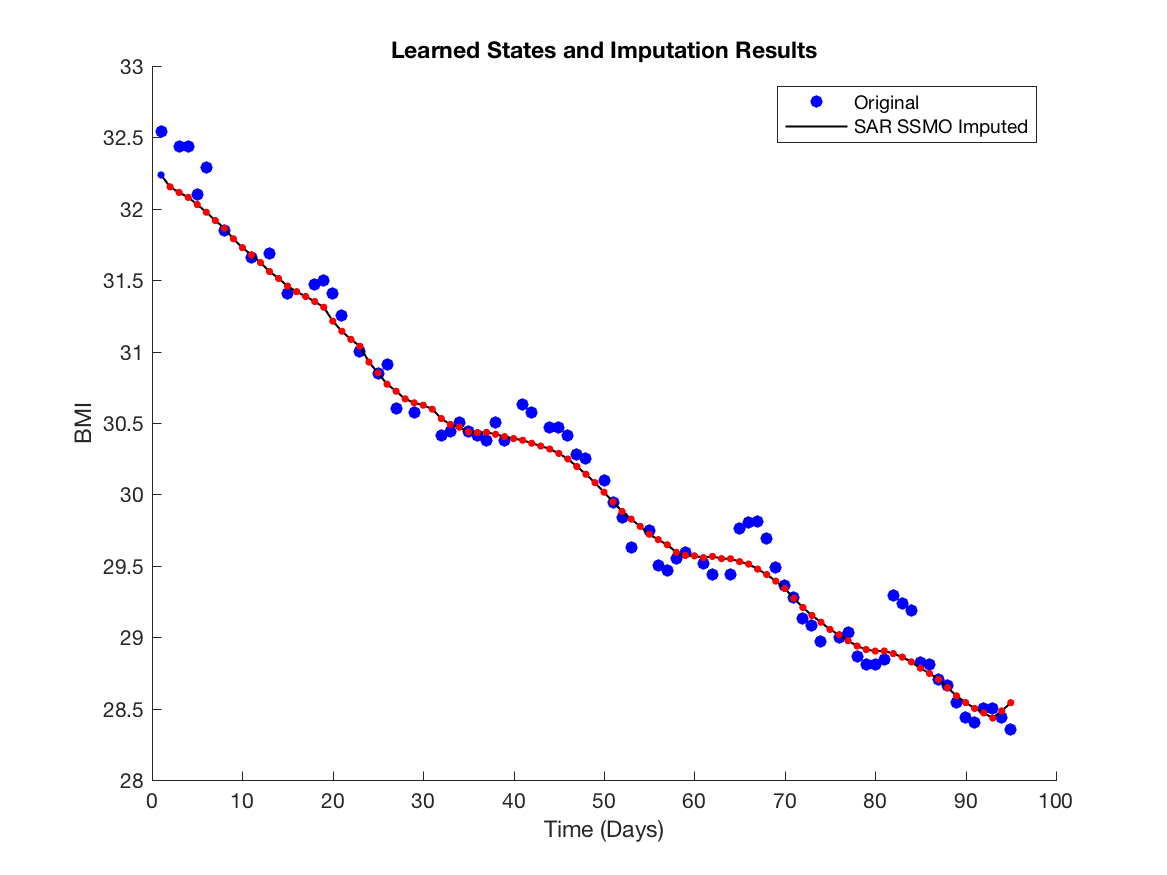 Learned States and Imputation Results
Original
SAR SSMO Imputed
33
32.5
32
31.5
31
30.5
30
29.5
29
28.5
28
BMI
0 10 20 30 40 50 60 70 80 90 100
Time (Days)